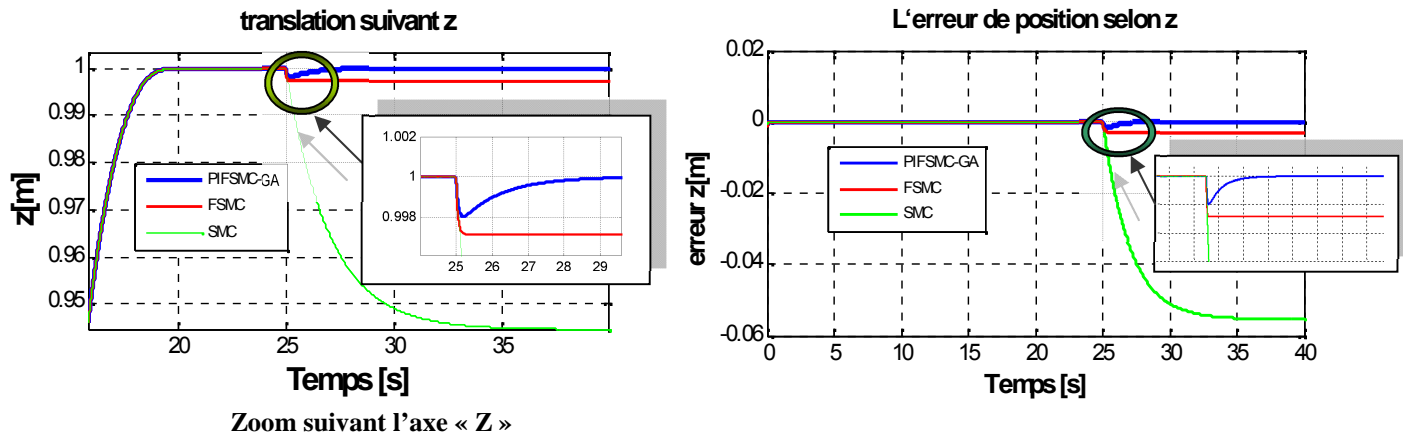 translation suivant z
z[m]
1
0.99
0.98
0.97
0.96
0.95
PIFSMC-GA
FSMC
SMC
1.002
1
0.998
25 26 27 28 29
20 25 30 35
Temps [s]
Zoom suivant l'axe « Z »
L'erreur de position selon z
erreur z[m]
0.02
0
-0.02
-0.04
-0.06
PIFSMC-GA
FSMC
SMC
0 5 10 15 20 25 30 35 40
Temps [s]